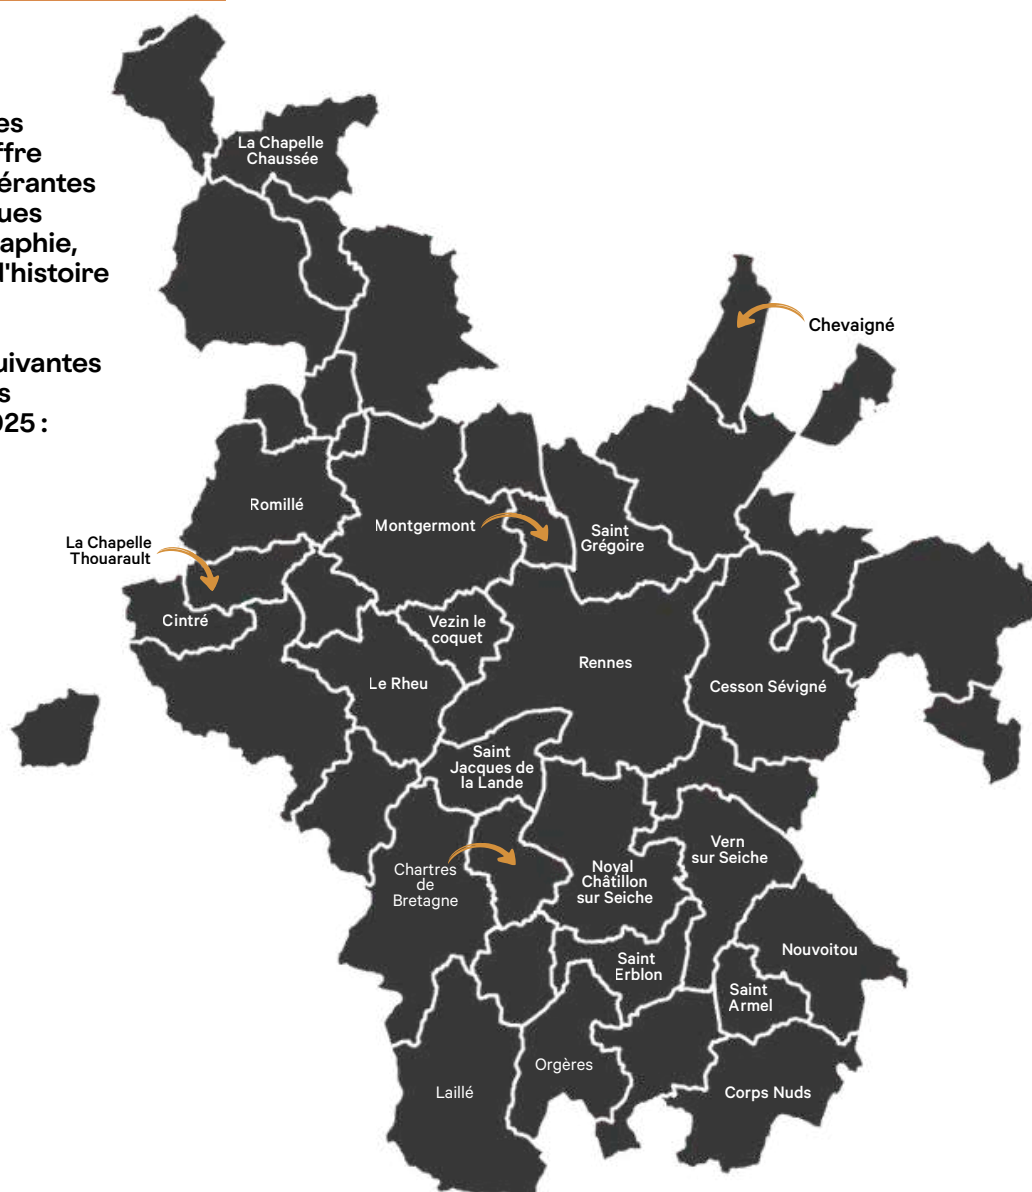 es
ffre
érantes
ues
aphie,
d'histoire
uivantes
s
025 :
La Chapelle
Chaussée
Chevaigné
Romillé
Montgermont
Saint
Grégoire
La Chapelle
Thouarault
Cintré
Vezin le
coquet
Rennes
Le Rheu
Cesson Sévigné
Saint
Jacques de
la Lande
Vern
sur Seiche
Chartres
de
Bretagne
Noyal
Châtillon
sur Seiche
Nouvoitou
Saint
Erblon
Saint
Armel
Orgères
Laillé
Corps Nuds